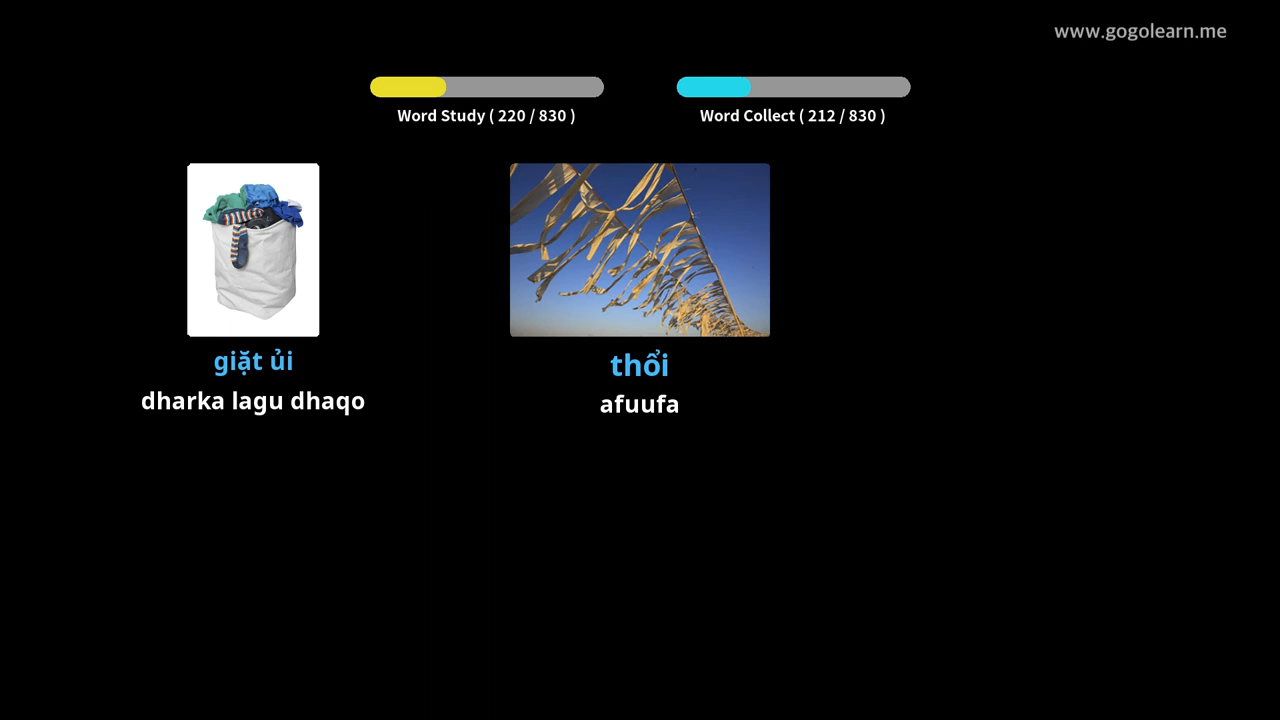 www.gogolearn.me
Word Study ( 220 / 830 )
Word Collect ( 212 / 830 )
giặt ủi
dharka lagu dhaqo
thổi
afuufa